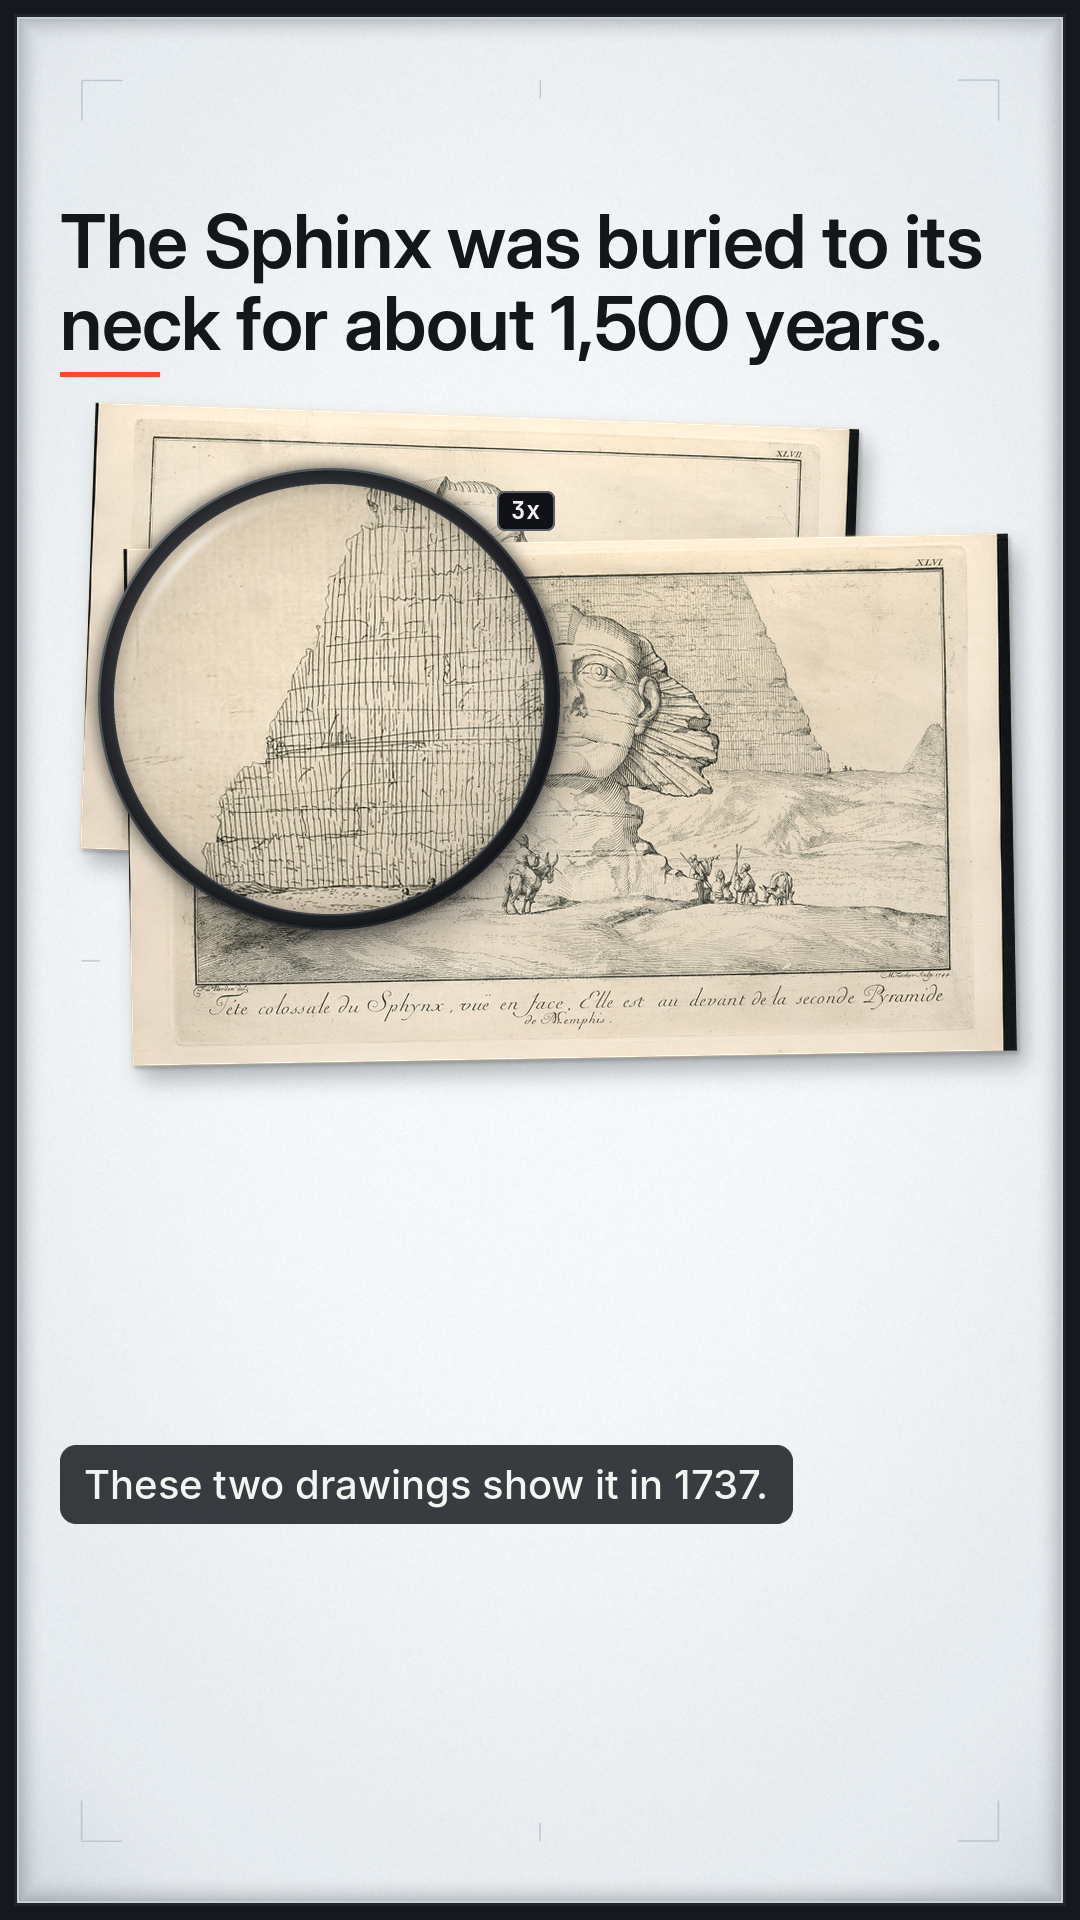 The Sphinx was buried to its
neck for about 1,500 years.
XLVII
3x
XLVI
Tête colossale du Sphynx, vuë en face, Elle est au devant de la seconde Pyramide
de Memphis.
These two drawings show it in 1737.